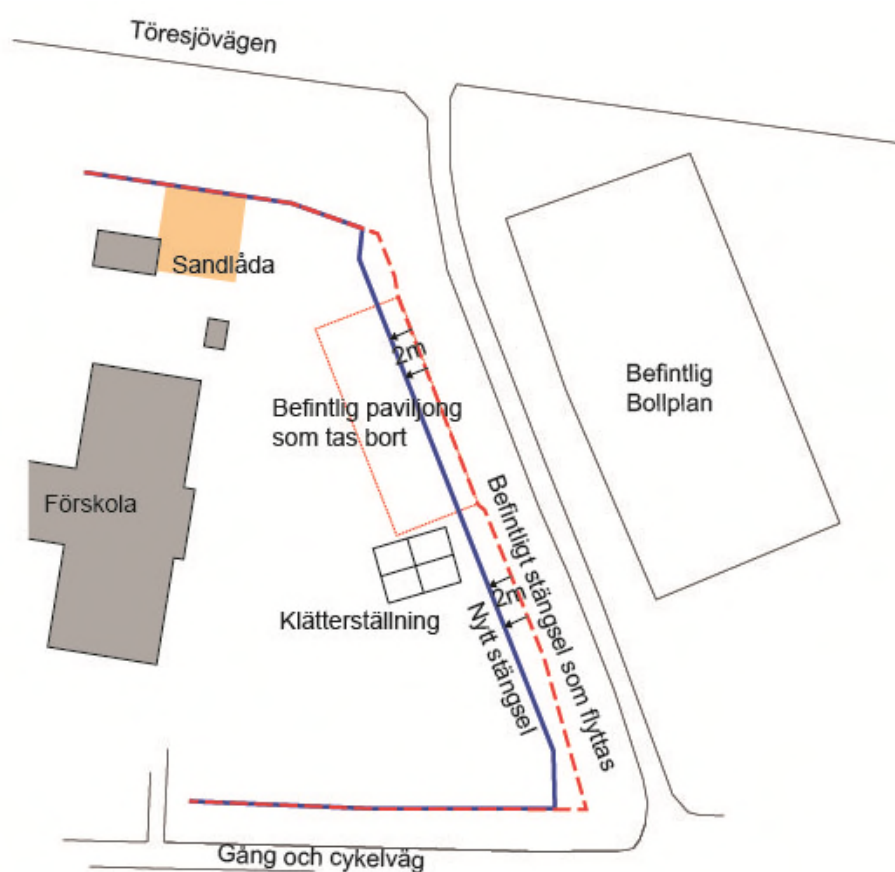 Töresjövägen
Sandlåda
2m
Befintlig paviljong
som tas bort
Befintlig
Bollplan
Förskola
Befintligt stängsel som flyttas
2m
Nytt stängsel
Klätterställning
Gång och cykelväg